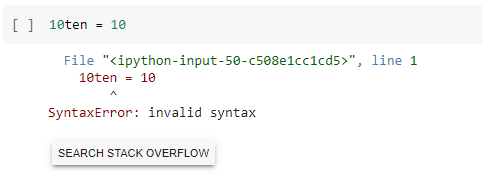 [ ] 10ten = 10
File "<ipython-input-50-c508e1cc1cd5>", line 1
10ten = 10
^
SyntaxError: invalid syntax
SEARCH STACK OVERFLOW